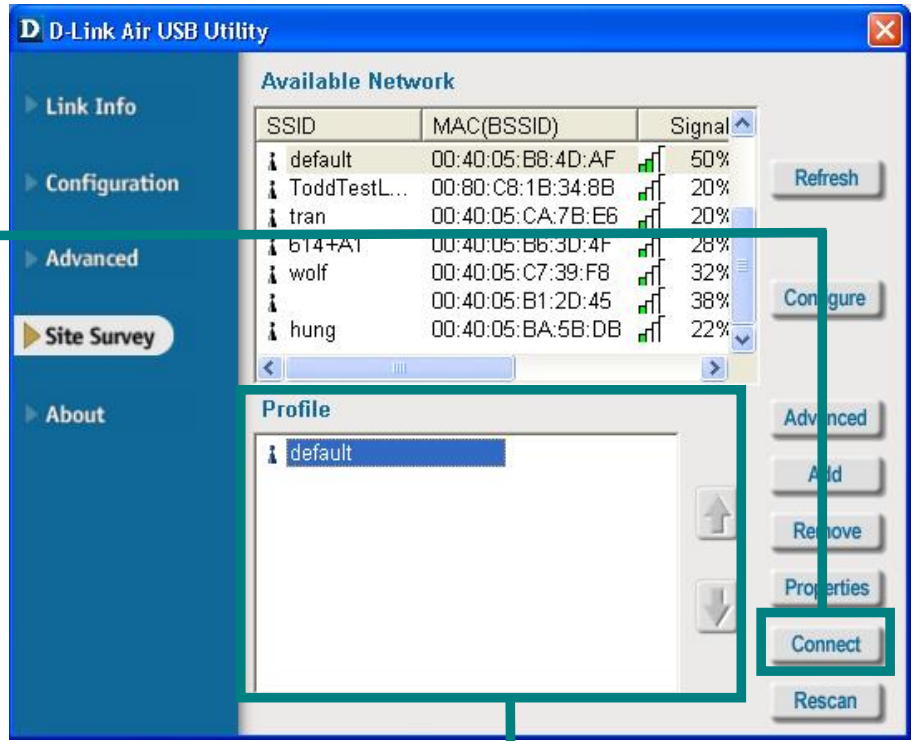 D D-Link Air USB Utility
Link Info
Configuration
Advanced
Site Survey
About
Available Network
SSID MAC(BSSID) Signal
default 00:40:05:B8:4D:AF 50%
ToddTestL... 00:80:C8:1B:34:8B 20%
tran 00:40:05:CA:7B:E6 20%
614+A1 00:40:05:B6:3D:4F 28%
wolf 00:40:05:C7:39:F8 32%
00:40:05:B1:2D:45 38%
hung 00:40:05:BA:5B:DB 22%
Refresh
Configure
Profile
default
Advanced
Add
Remove
Properties
Connect
Rescan